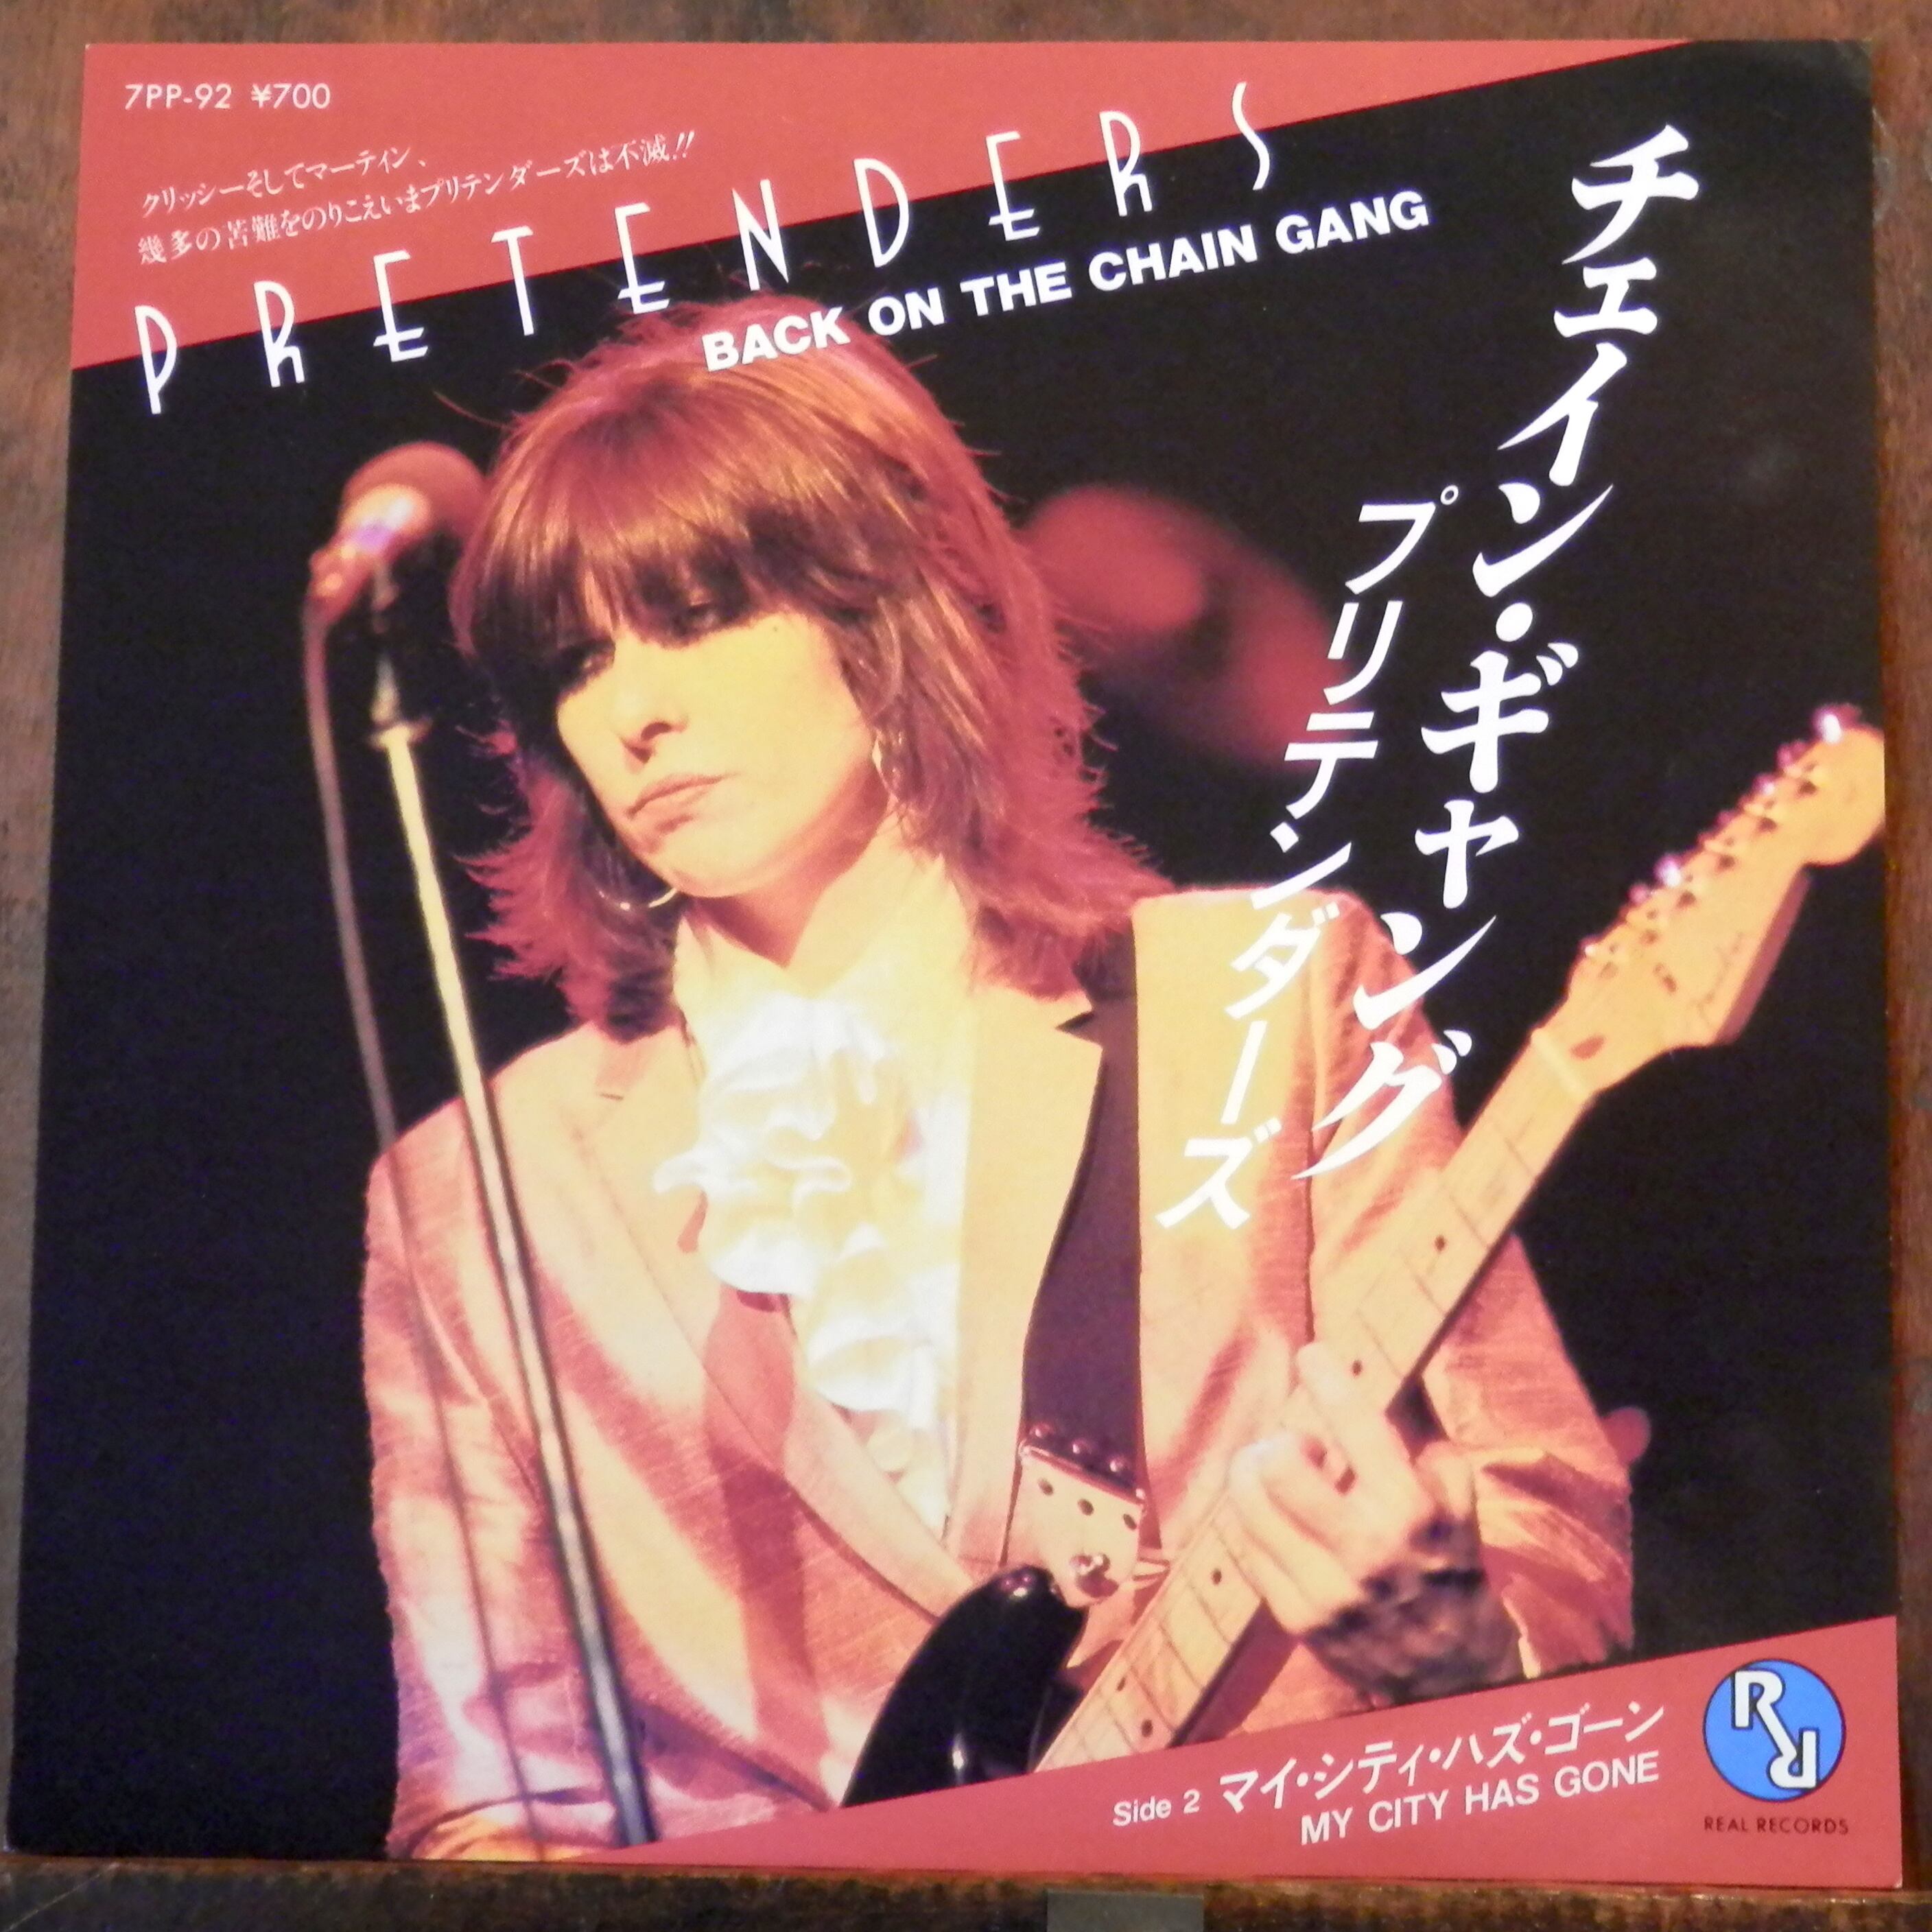 7PP-92 ¥700
クリッシーそしてマーティン、
幾多の苦難をのりこえいまプリテンダーズは不滅!!
PRETENDERS
BACK ON THE CHAIN GANG
チェイン・ギャング
プリテンダーズ
Side 2 マイ・シティ・ハズ・ゴーン
MY CITY HAS GONE
RR
REAL RECORDS